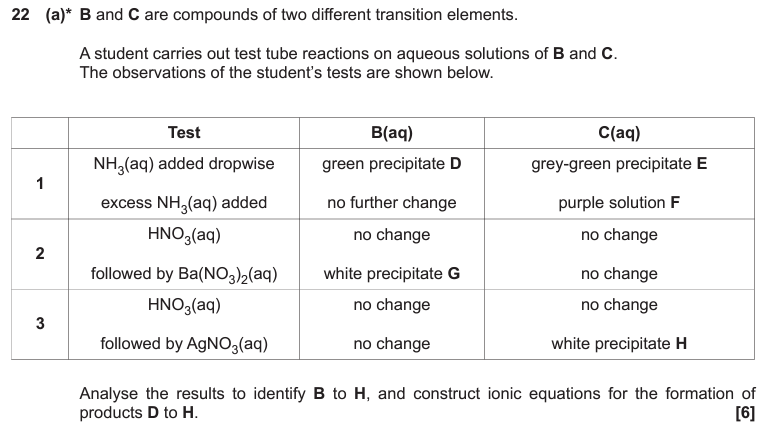 22 (a)* B and C are compounds of two different transition elements.
A student carries out test tube reactions on aqueous solutions of B and C.
The observations of the student's tests are shown below.
Test B(aq) C(aq)
1
NH₃(aq) added dropwise green precipitate D grey-green precipitate E
excess NH₃(aq) added no further change purple solution F
2
HNO₃(aq) no change no change
followed by Ba(NO₃)₂(aq) white precipitate G no change
3
HNO₃(aq) no change no change
followed by AgNO₃(aq) no change white precipitate H
Analyse the results to identify B to H, and construct ionic equations for the formation of
products D to H. [6]